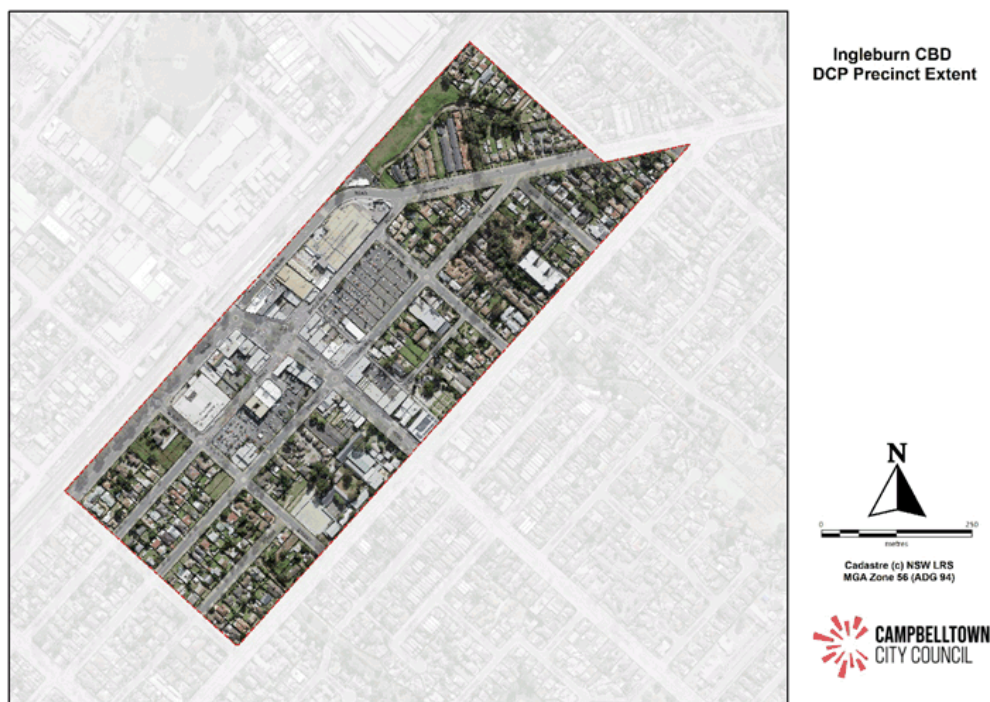 Ingleburn CBD
DCP Precinct Extent
N
0 250
metres
Cadastre (c) NSW LRS
MGA Zone 56 (ADG 94)
CAMPBELLTOWN
CITY COUNCIL